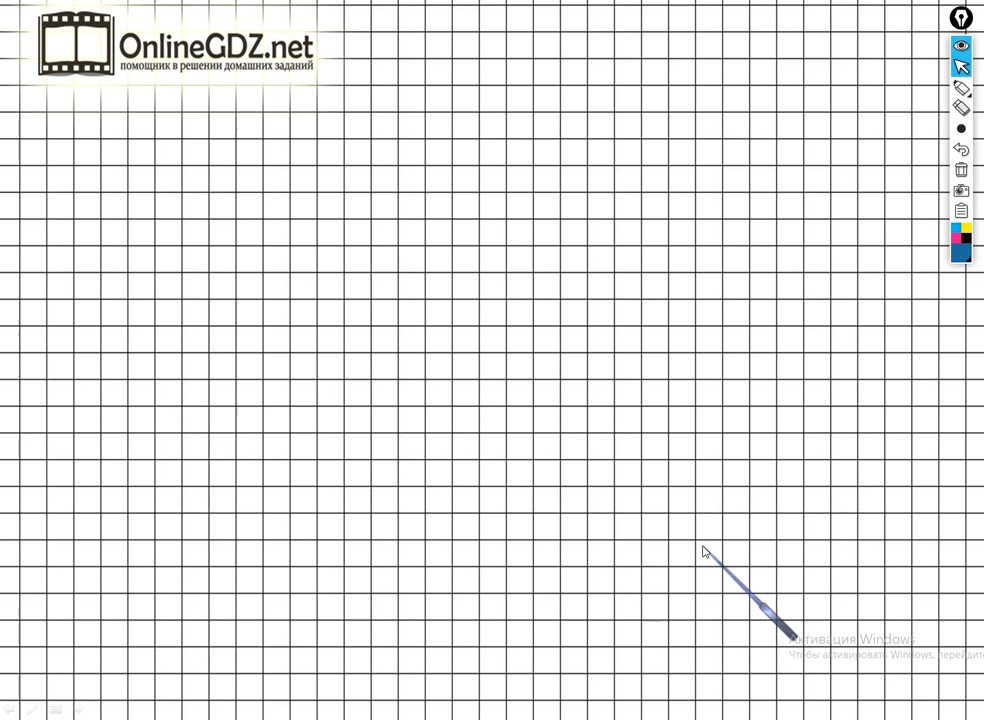 OnlineGDZ.net
помощник в решении домашних заданий
Активация Windows
Чтобы активировать Windows, перейдите